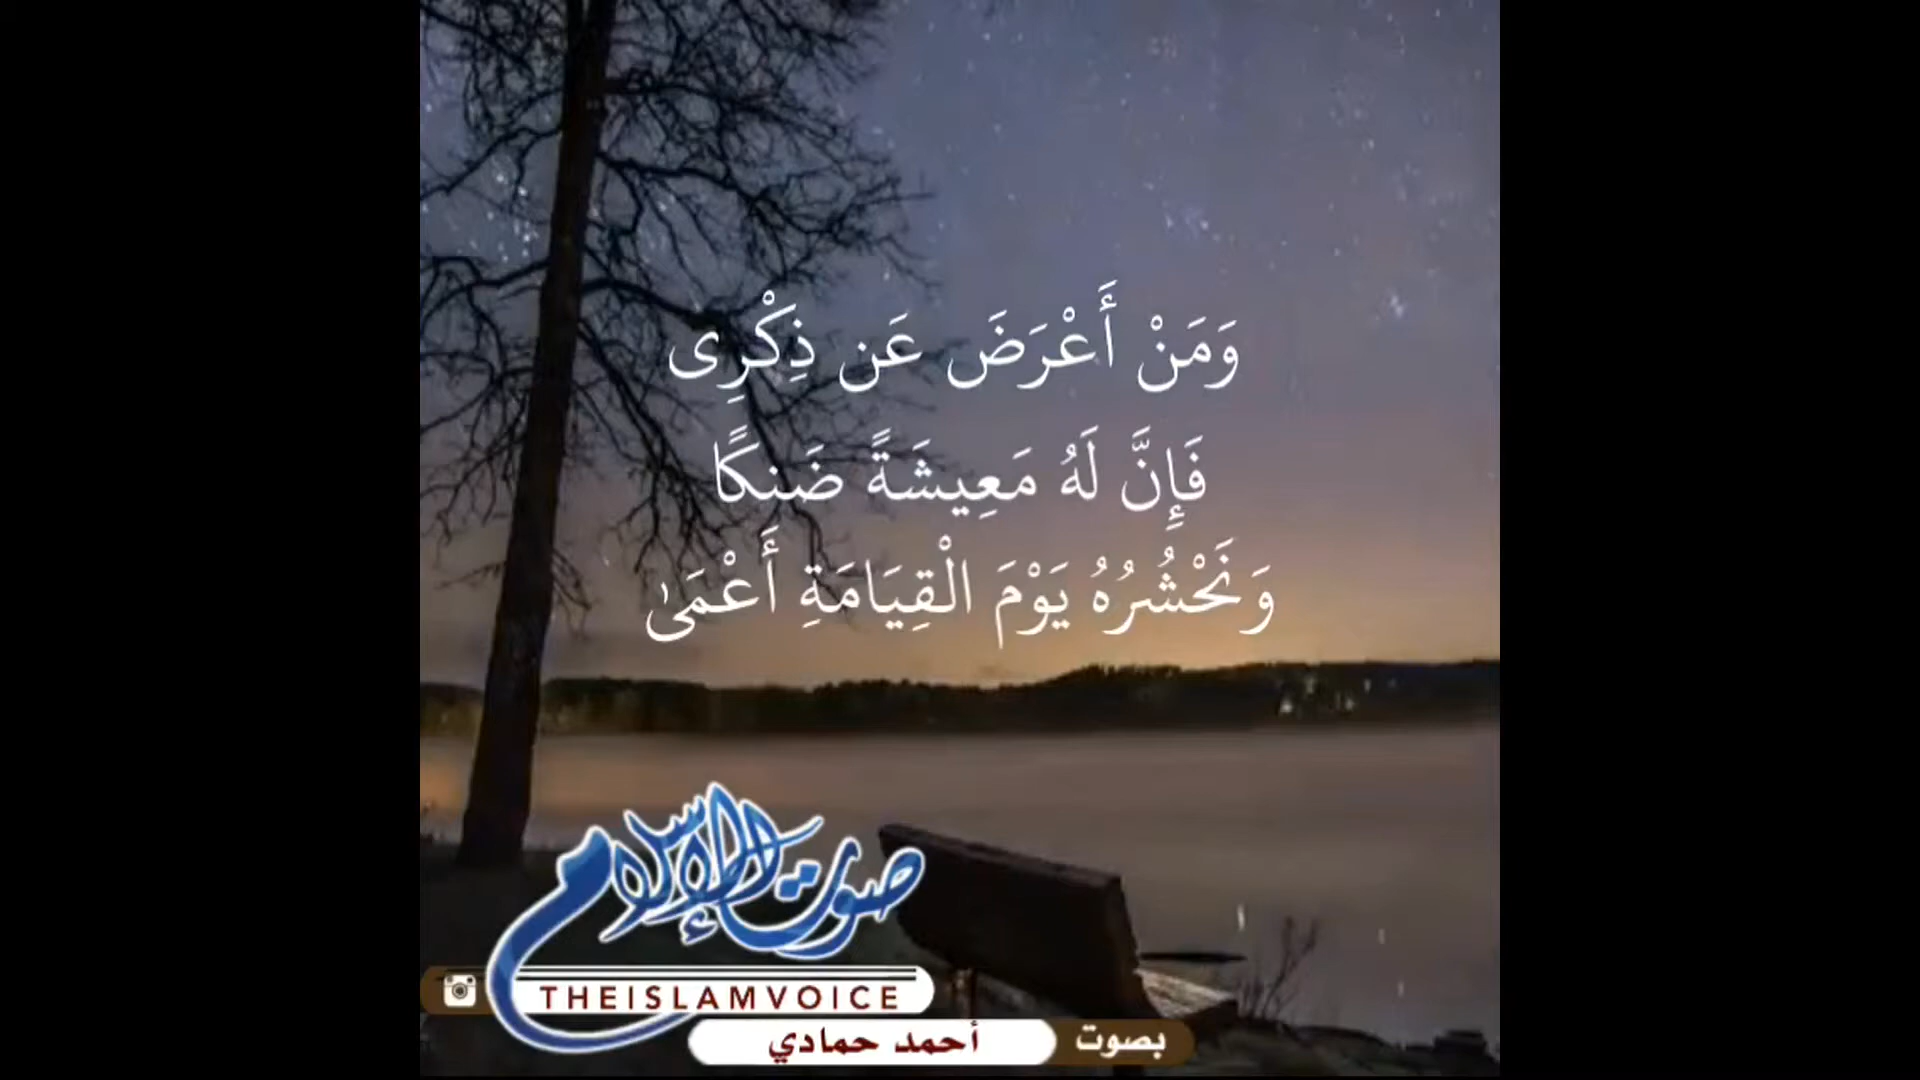 وَمَنْ أَعْرَضَ عَن ذِكْرِى
فَإِنَّ لَهُ مَعِيشَةً ضَنكًا
وَنَحْشُرُهُ يَوْمَ الْقِيَامَةِ أَعْمَىٰ
صوت الإسلام
THEISLAMVOICE
بصوت أحمد حمادي